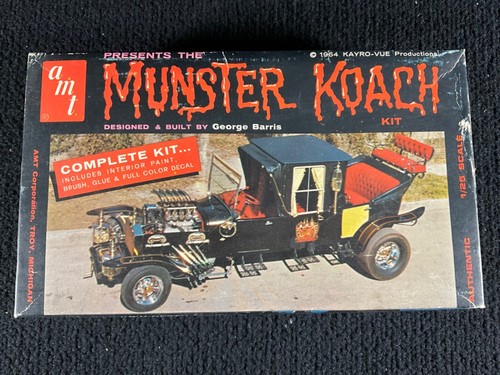 PRESENTS THE
© 1964 KAYRO-VUE Productions
amt
MUNSTER KOACH
KIT
DESIGNED & BUILT BY George Barris
COMPLETE KIT...
INCLUDES INTERIOR PAINT,
BRUSH, GLUE & FULL COLOR DECAL
AMT Corporation, TROY, MICHIGAN
AUTHENTIC 1/25 SCALE